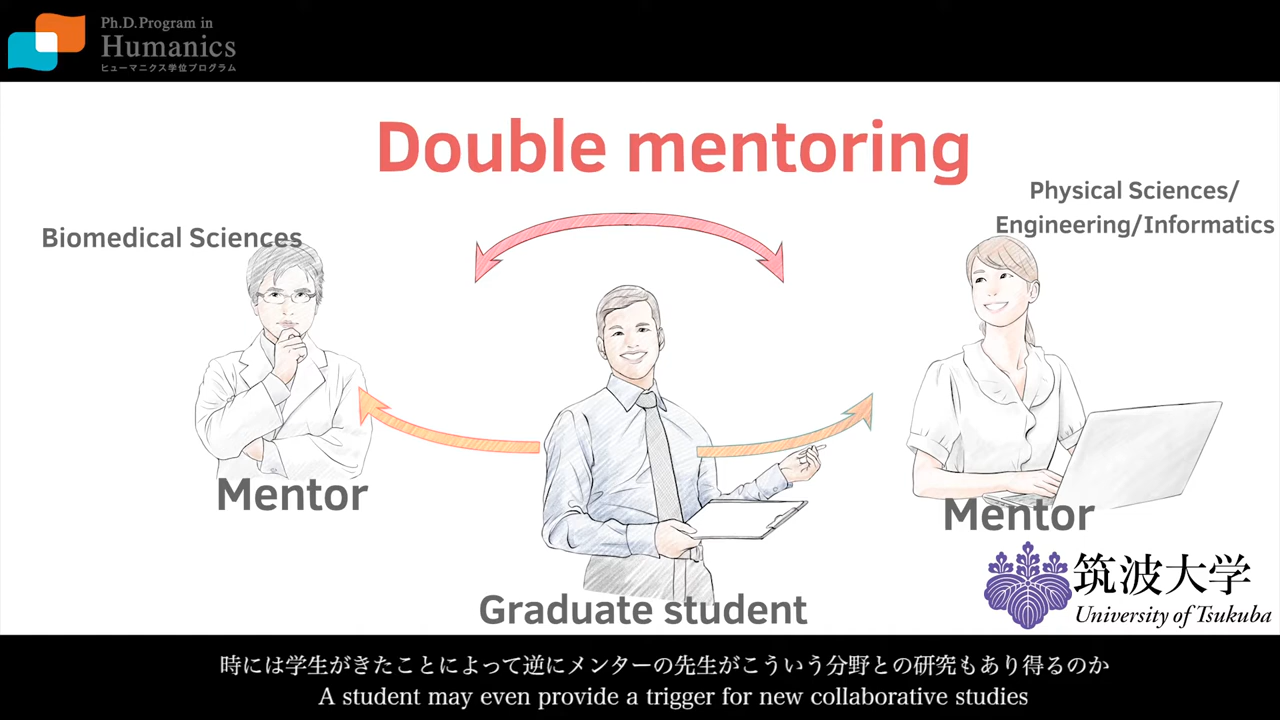 Ph.D.Program in
Humanics
ヒューマニクス学位プログラム
Double mentoring
Physical Sciences/
Engineering/Informatics
Biomedical Sciences
Mentor
Mentor
Graduate student
筑波大学
University of Tsukuba
時には学生がきたことによって逆にメンターの先生がこういう分野との研究もあり得るのか
A student may even provide a trigger for new collaborative studies